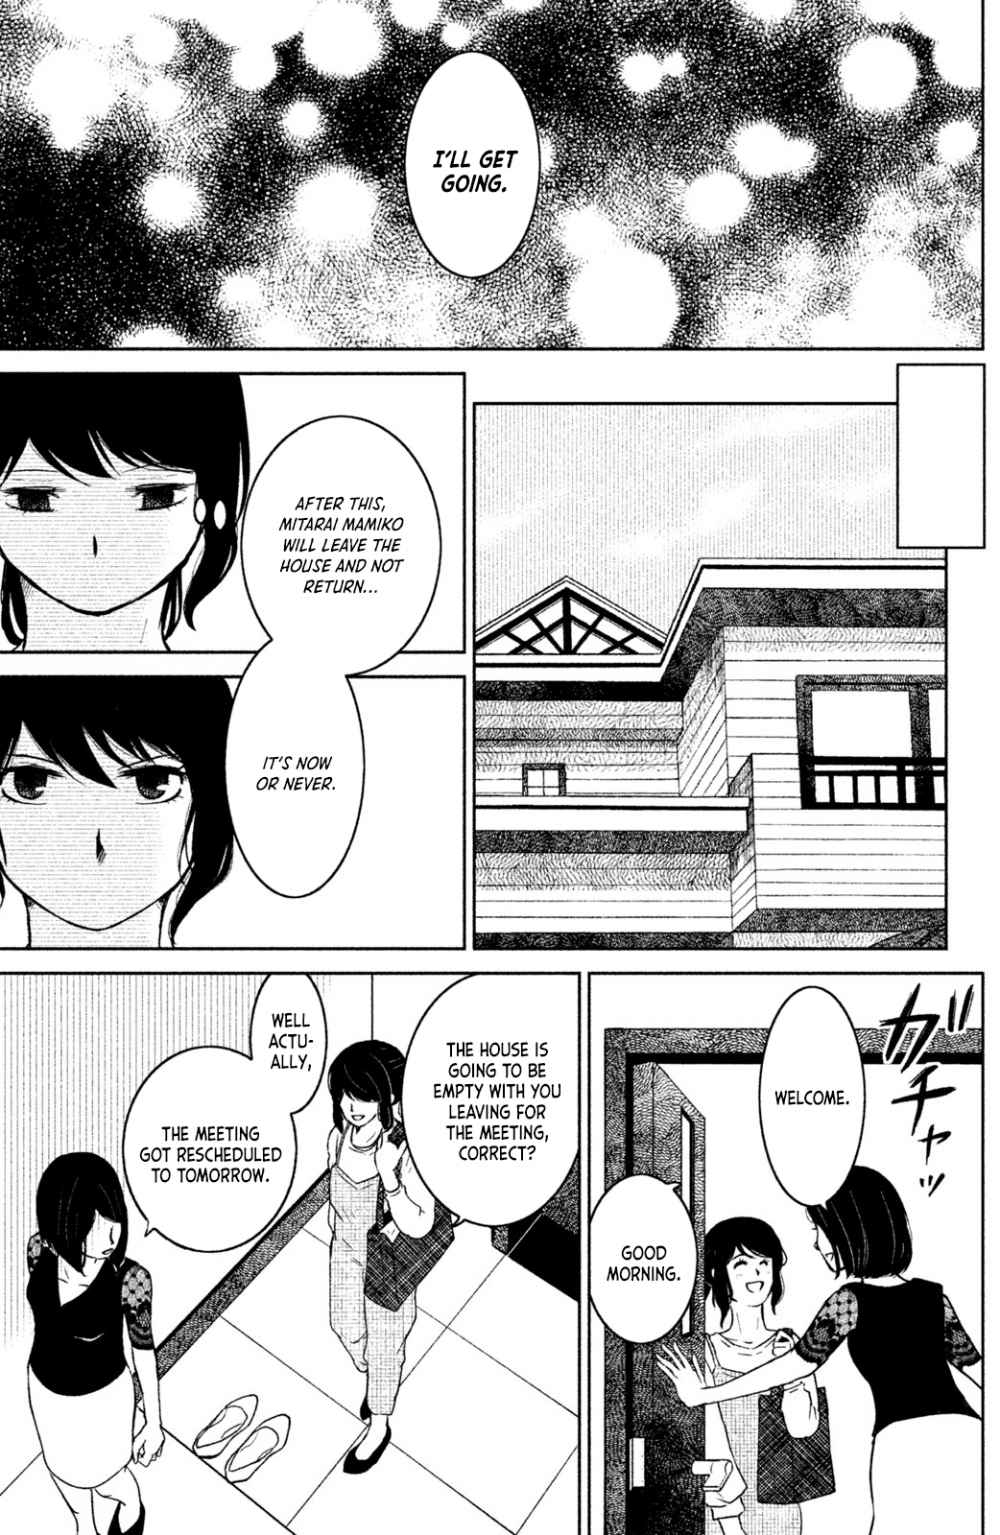 I'LL GET
GOING.
AFTER THIS,
MITARAI MAMIKO
WILL LEAVE THE
HOUSE AND NOT
RETURN...
IT'S NOW
OR NEVER.
ガチャッ
WELCOME.
GOOD
MORNING.
THE HOUSE IS
GOING TO BE
EMPTY WITH YOU
LEAVING FOR
THE MEETING,
CORRECT?
WELL
ACTU-
ALLY,
THE MEETING
GOT RESCHEDULED
TO TOMORROW.